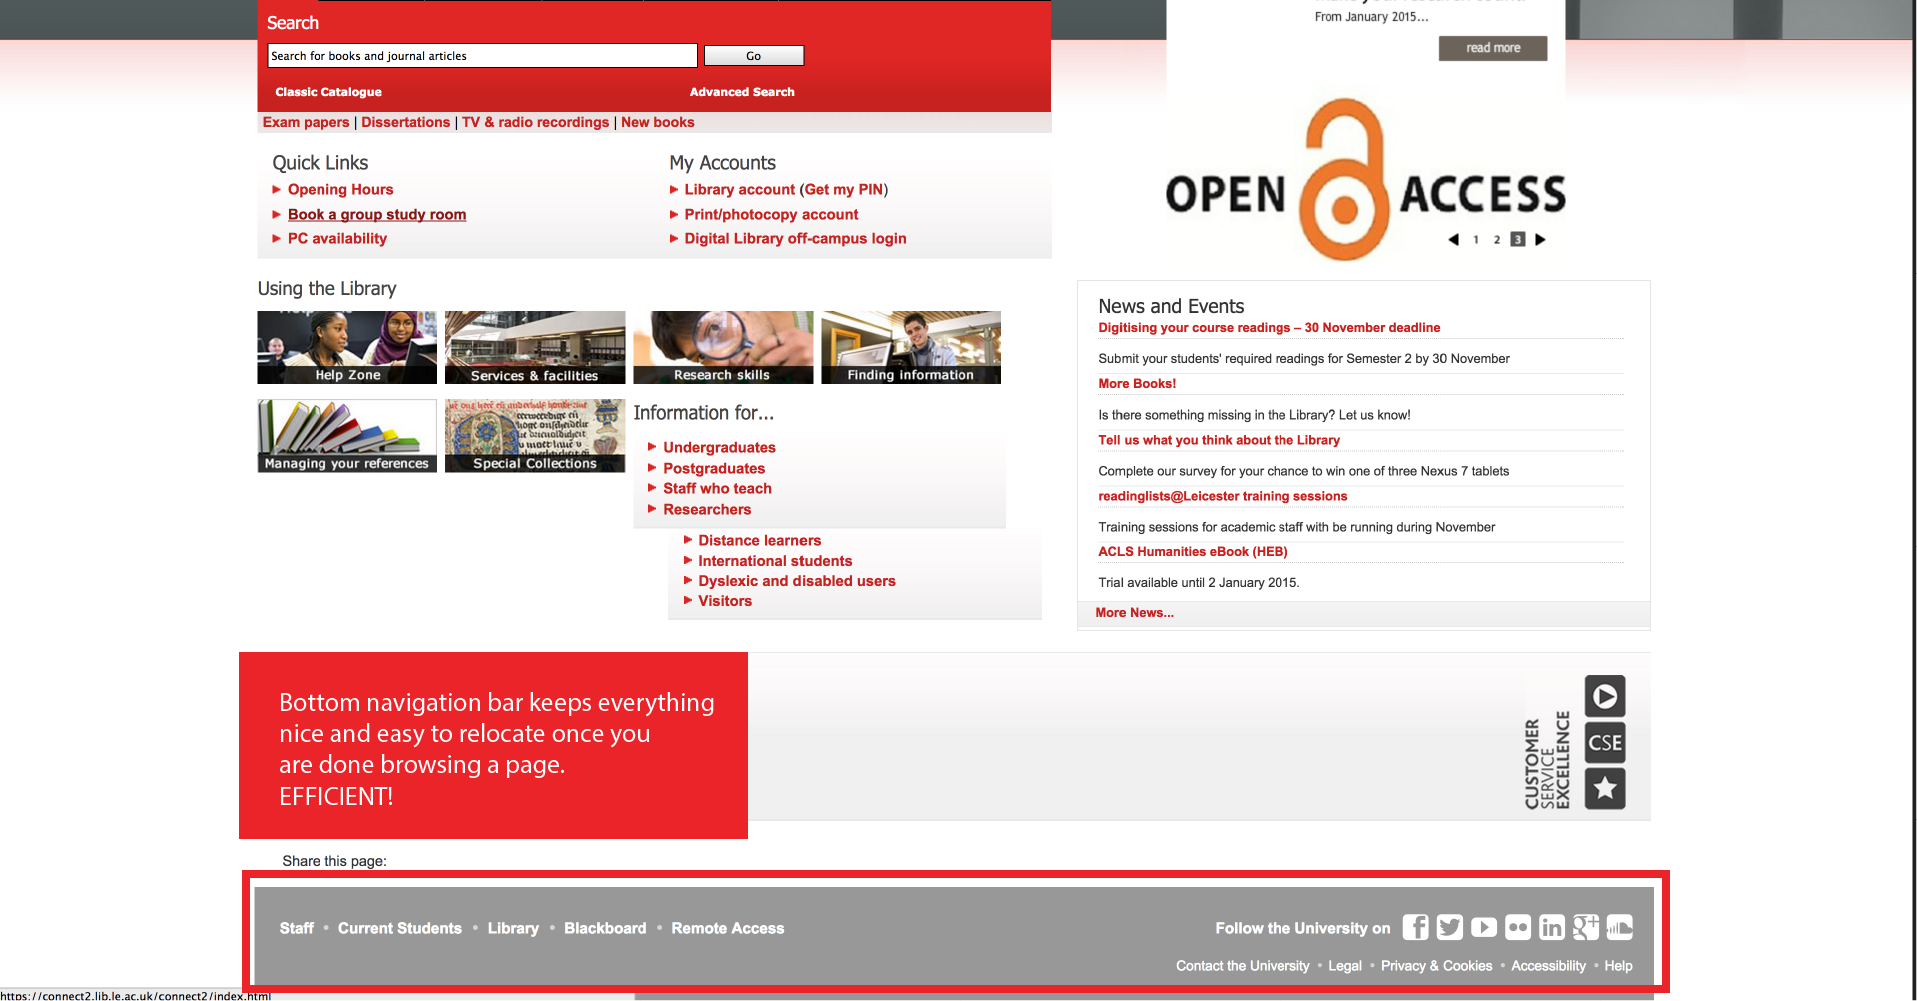 From January 2015...
read more
Search
Search for books and journal articles
Go
Classic Catalogue
Advanced Search
Exam papers | Dissertations | TV & radio recordings | New books
OPEN ACCESS
1 2 3
Quick Links
Opening Hours
Book a group study room
PC availability
My Accounts
Library account (Get my PIN)
Print/photocopy account
Digital Library off-campus login
Using the Library
Help Zone
Services & facilities
Research skills
Finding information
Managing your references
Special Collections
Information for...
Undergraduates
Postgraduates
Staff who teach
Researchers
Distance learners
International students
Dyslexic and disabled users
Visitors
News and Events
Digitising your course readings – 30 November deadline
Submit your students' required readings for Semester 2 by 30 November
More Books!
Is there something missing in the Library? Let us know!
Tell us what you think about the Library
Complete our survey for your chance to win one of three Nexus 7 tablets
readinglists@Leicester training sessions
Training sessions for academic staff with be running during November
ACLS Humanities eBook (HEB)
Trial available until 2 January 2015.
More News...
Bottom navigation bar keeps everything
nice and easy to relocate once you
are done browsing a page.
EFFICIENT!
CUSTOMER
SERVICE
EXCELLENCE
CSE
Share this page:
Staff • Current Students • Library • Blackboard • Remote Access
Follow the University on
Contact the University • Legal • Privacy & Cookies • Accessibility • Help
https://connect2.lib.le.ac.uk/connect2/index.html